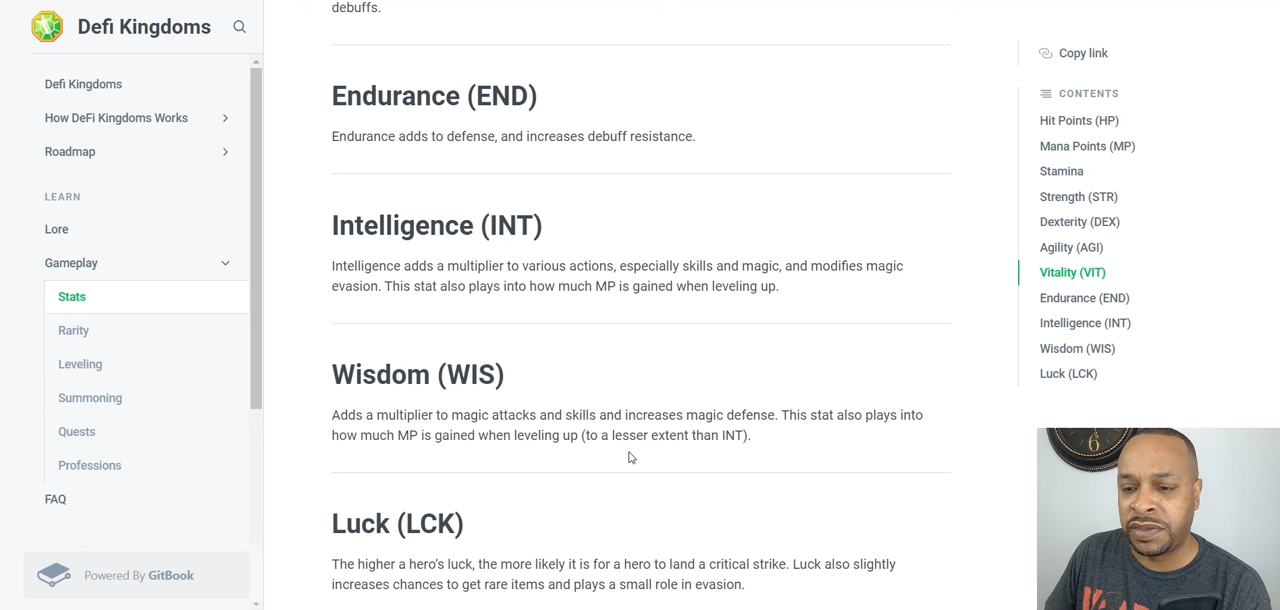 Defi Kingdoms
Defi Kingdoms
How DeFi Kingdoms Works
Roadmap
LEARN
Lore
Gameplay
Stats
Rarity
Leveling
Summoning
Quests
Professions
FAQ
Powered By GitBook
debuffs.
Endurance (END)
Endurance adds to defense, and increases debuff resistance.
Intelligence (INT)
Intelligence adds a multiplier to various actions, especially skills and magic, and modifies magic
evasion. This stat also plays into how much MP is gained when leveling up.
Wisdom (WIS)
Adds a multiplier to magic attacks and skills and increases magic defense. This stat also plays into
how much MP is gained when leveling up (to a lesser extent than INT).
Luck (LCK)
The higher a hero’s luck, the more likely it is for a hero to land a critical strike. Luck also slightly
increases chances to get rare items and plays a small role in evasion.
Copy link
CONTENTS
Hit Points (HP)
Mana Points (MP)
Stamina
Strength (STR)
Dexterity (DEX)
Agility (AGI)
Vitality (VIT)
Endurance (END)
Intelligence (INT)
Wisdom (WIS)
Luck (LCK)
6